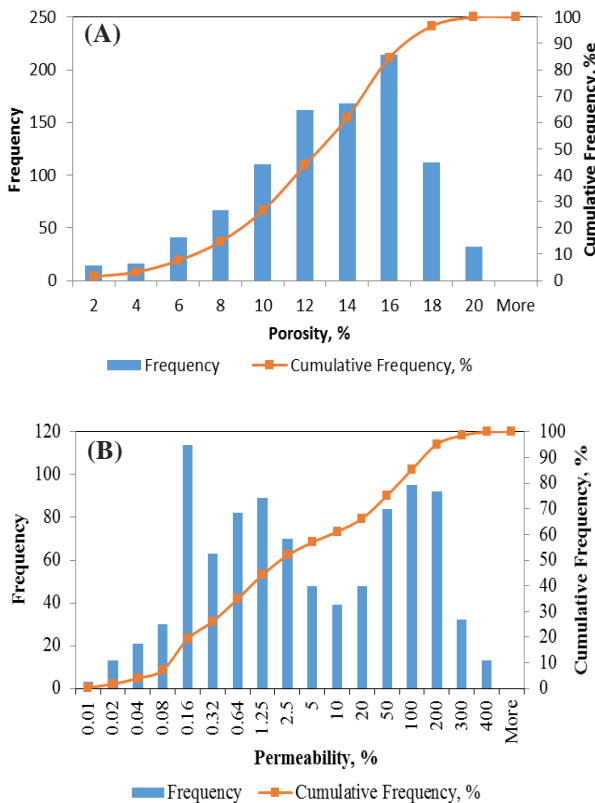 (A)
250
200
150
100
50
0
Frequency
100
90
80
70
60
50
40
30
20
10
0
Cumulative Frequency, %e
2 4 6 8 10 12 14 16 18 20 More
Porosity, %
Frequency Cumulative Frequency, %
(B)
120
100
80
60
40
20
0
Frequency
100
90
80
70
60
50
40
30
20
10
0
Cumulative Frequency, %
0.01 0.02 0.04 0.08 0.16 0.32 0.64 1.25 2.5 5 10 20 50 100 200 300 400 More
Permeability, %
Frequency Cumulative Frequency, %